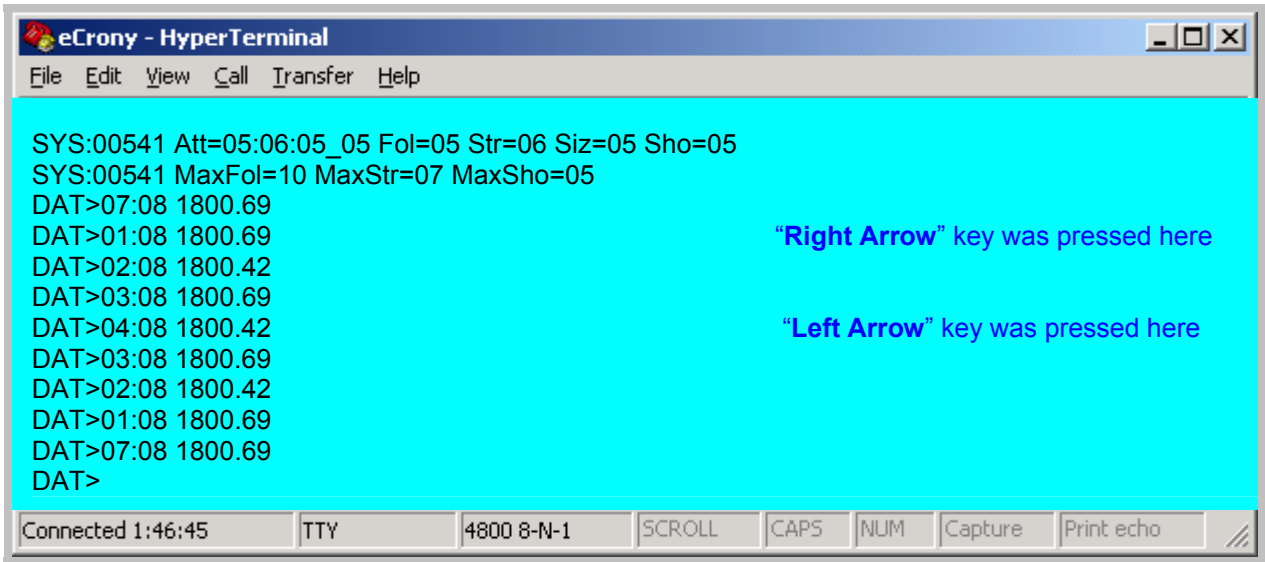 eCrony - HyperTerminal
File Edit View Call Transfer Help
SYS:00541 Att=05:06:05_05 Fol=05 Str=06 Siz=05 Sho=05
SYS:00541 MaxFol=10 MaxStr=07 MaxSho=05
DAT>07:08 1800.69
DAT>01:08 1800.69 “Right Arrow” key was pressed here
DAT>02:08 1800.42
DAT>03:08 1800.69
DAT>04:08 1800.42 “Left Arrow” key was pressed here
DAT>03:08 1800.69
DAT>02:08 1800.42
DAT>01:08 1800.69
DAT>07:08 1800.69
DAT>
Connected 1:46:45 TTY 4800 8-N-1 SCROLL CAPS NUM Capture Print echo